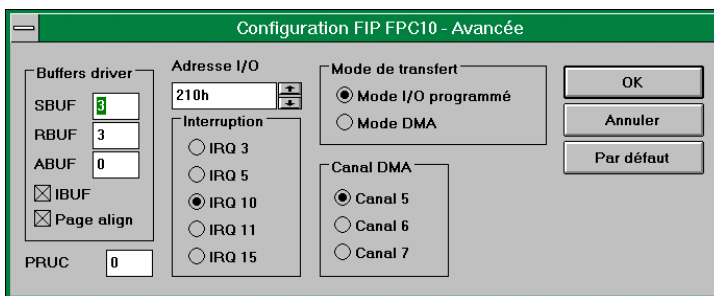 Configuration FIP FPC10 - Avancée
Buffers driver
SBUF 3
RBUF 3
ABUF 0
IBUF
Page align
PRUC 0
Adresse I/O
210h
Interruption
IRQ 3
IRQ 5
IRQ 10
IRQ 11
IRQ 15
Mode de transfert
Mode I/O programmé
Mode DMA
Canal DMA
Canal 5
Canal 6
Canal 7
OK
Annuler
Par défaut